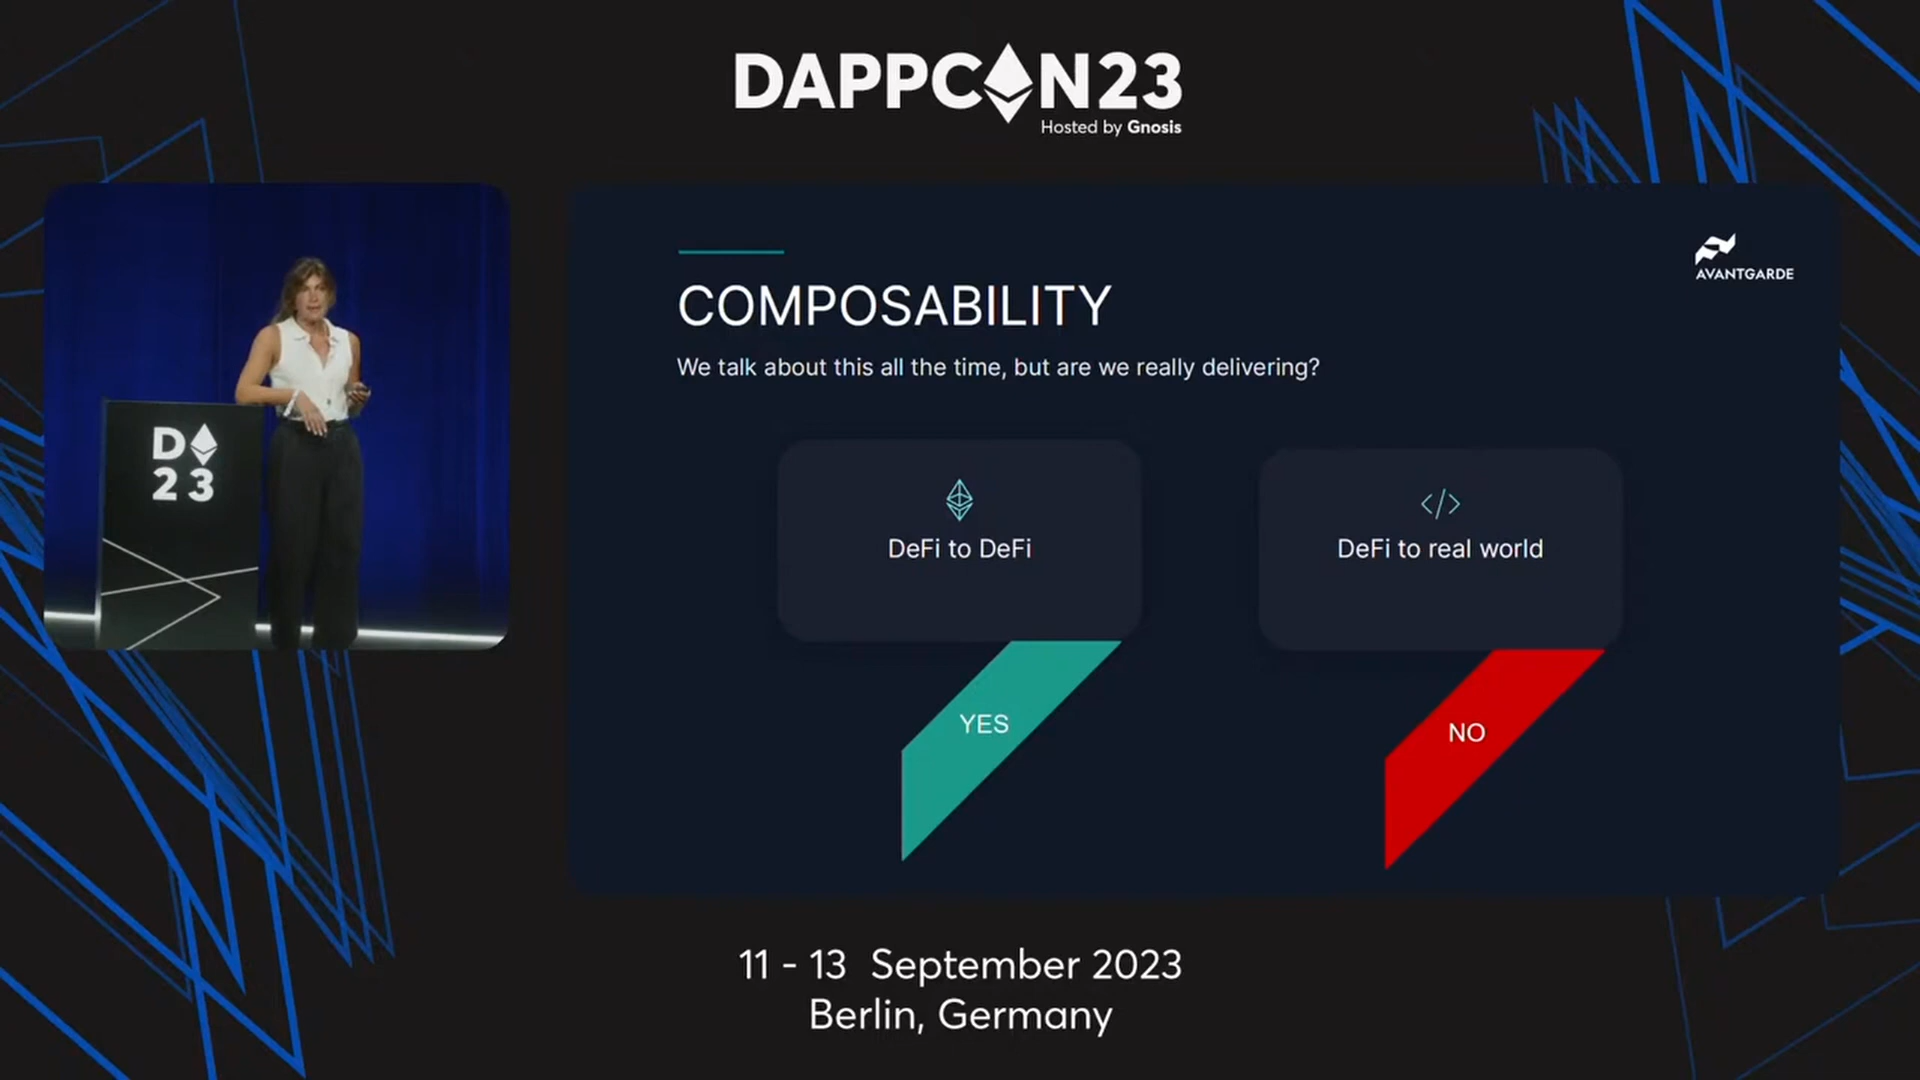 DAPPCON23
Hosted by Gnosis
D
23
AVANTGARDE
COMPOSABILITY
We talk about this all the time, but are we really delivering?
DeFi to DeFi
</>
DeFi to real world
YES
NO
11 - 13 September 2023
Berlin, Germany